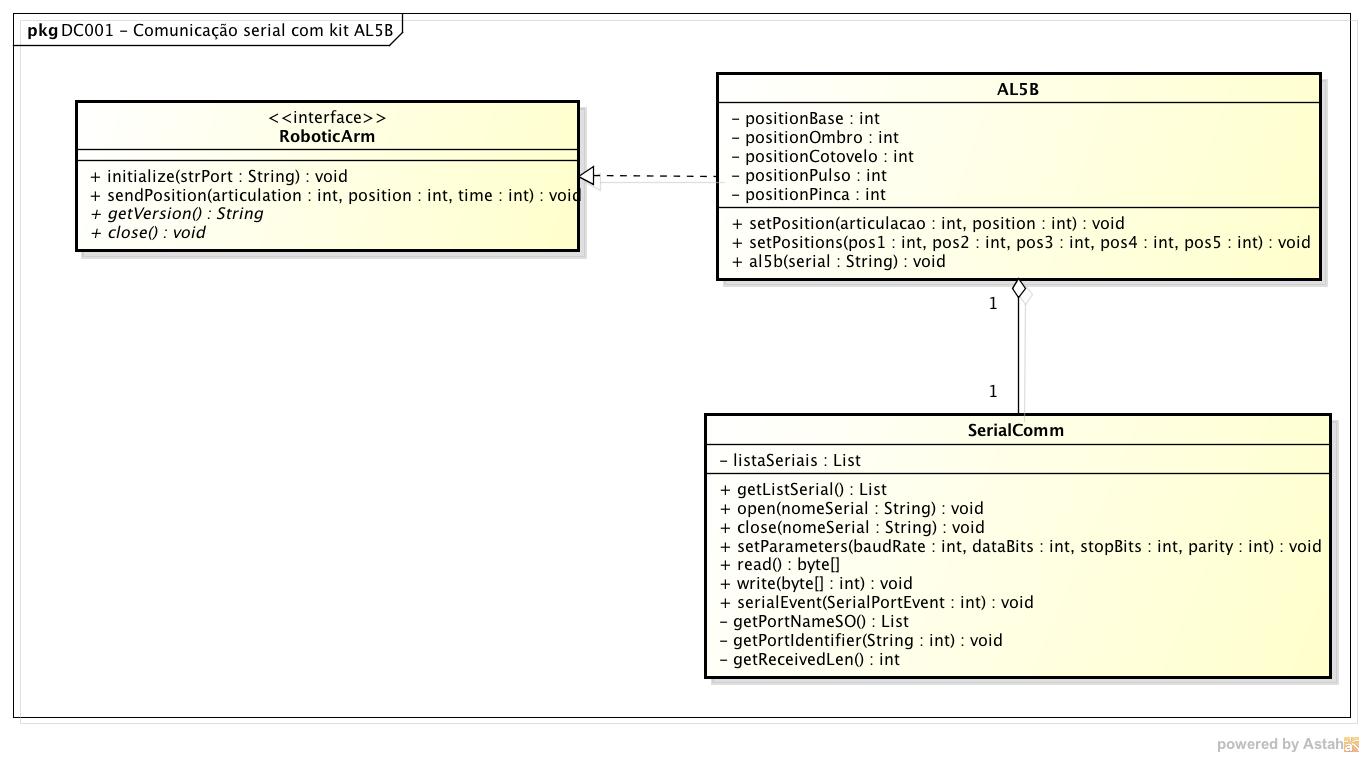 pkg DC001 - Comunicação serial com kit AL5B
<<interface>>
RoboticArm
+ initialize(strPort : String) : void
+ sendPosition(articulation : int, position : int, time : int) : void
+ getVersion() : String
+ close() : void
AL5B
- positionBase : int
- positionOmbro : int
- positionCotovelo : int
- positionPulso : int
- positionPinca : int
+ setPosition(articulacao : int, position : int) : void
+ setPositions(pos1 : int, pos2 : int, pos3 : int, pos4 : int, pos5 : int) : void
+ al5b(serial : String) : void
1
1
SerialComm
- listaSeriais : List
+ getListSerial() : List
+ open(nomeSerial : String) : void
+ close(nomeSerial : String) : void
+ setParameters(baudRate : int, dataBits : int, stopBits : int, parity : int) : void
+ read() : byte[]
+ write(byte[] : int) : void
+ serialEvent(SerialPortEvent : int) : void
- getPortNameSO() : List
- getPortIdentifier(String : int) : void
- getReceivedLen() : int
powered by Astah